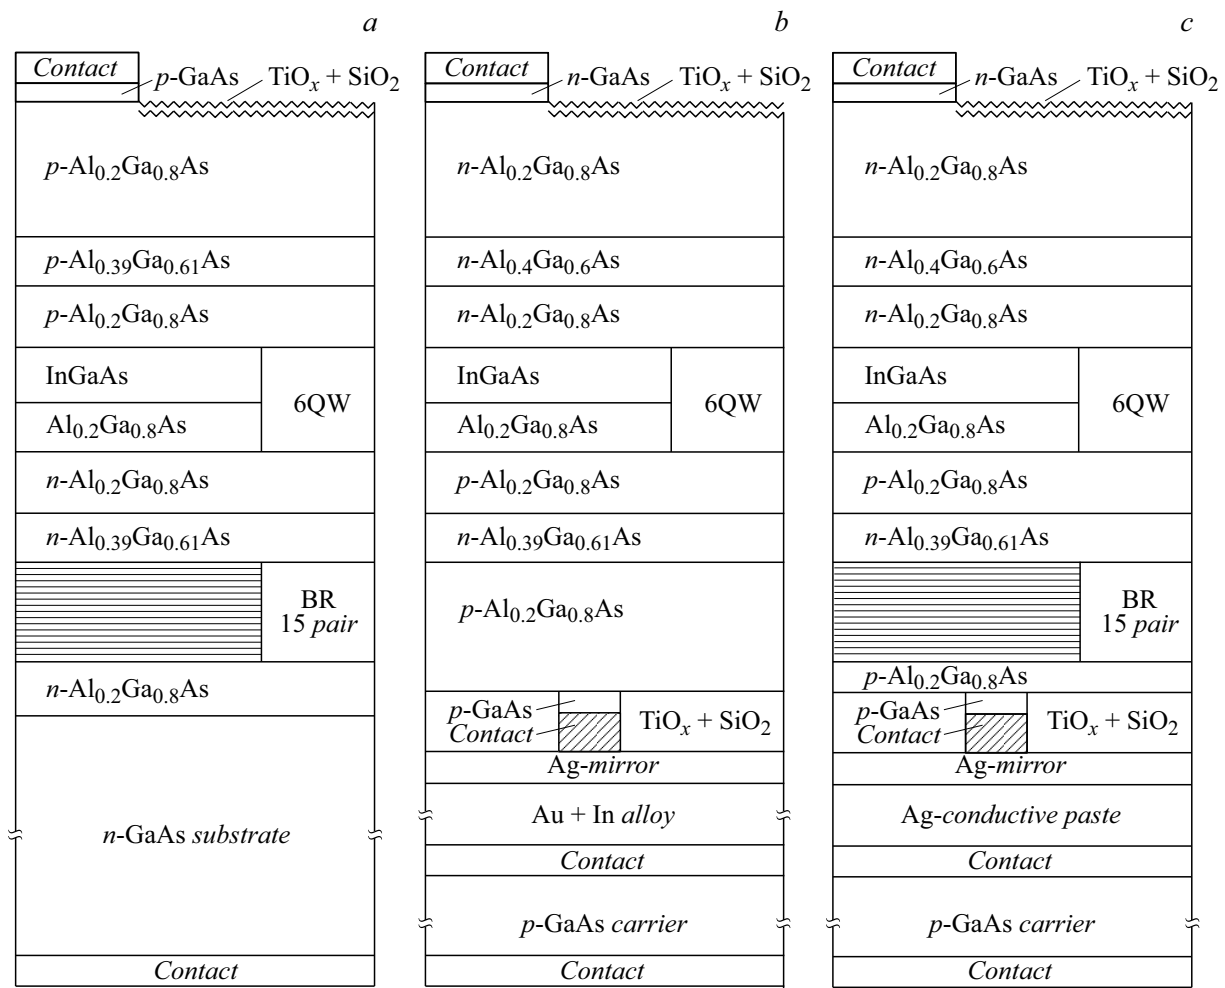 a
Contact
p-GaAs
TiOx + SiO2
p-Al0.2Ga0.8As
p-Al0.39Ga0.61As
p-Al0.2Ga0.8As
InGaAs
6QW
Al0.2Ga0.8As
n-Al0.2Ga0.8As
n-Al0.39Ga0.61As
BR
15 pair
n-Al0.2Ga0.8As
n-GaAs substrate
Contact
b
Contact
n-GaAs
TiOx + SiO2
n-Al0.2Ga0.8As
n-Al0.4Ga0.6As
n-Al0.2Ga0.8As
InGaAs
6QW
Al0.2Ga0.8As
p-Al0.2Ga0.8As
n-Al0.39Ga0.61As
p-Al0.2Ga0.8As
p-GaAs
Contact
TiOx + SiO2
Ag-mirror
Au + In alloy
Contact
p-GaAs carrier
Contact
c
Contact
n-GaAs
TiOx + SiO2
n-Al0.2Ga0.8As
n-Al0.4Ga0.6As
n-Al0.2Ga0.8As
InGaAs
6QW
Al0.2Ga0.8As
p-Al0.2Ga0.8As
n-Al0.39Ga0.61As
BR
15 pair
p-Al0.2Ga0.8As
p-GaAs
Contact
TiOx + SiO2
Ag-mirror
Ag-conductive paste
Contact
p-GaAs carrier
Contact